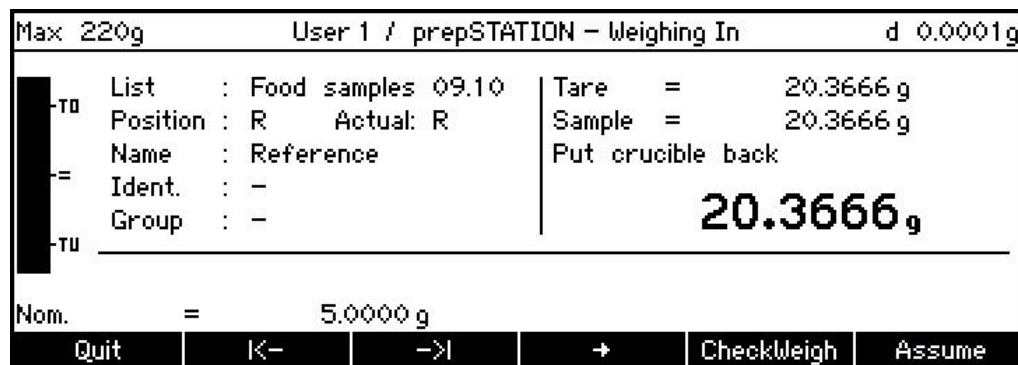 Max 220g User 1 / prepSTATION – Weighing In d 0.0001g
List : Food samples 09.10
Position : R Actual: R
Name : Reference
Ident. : –
Group : –
Tare = 20.3666 g
Sample = 20.3666 g
Put crucible back
20.3666g
-TO
-=
-TU
Nom. = 5.0000 g
Quit |<– –>| → CheckWeigh Assume